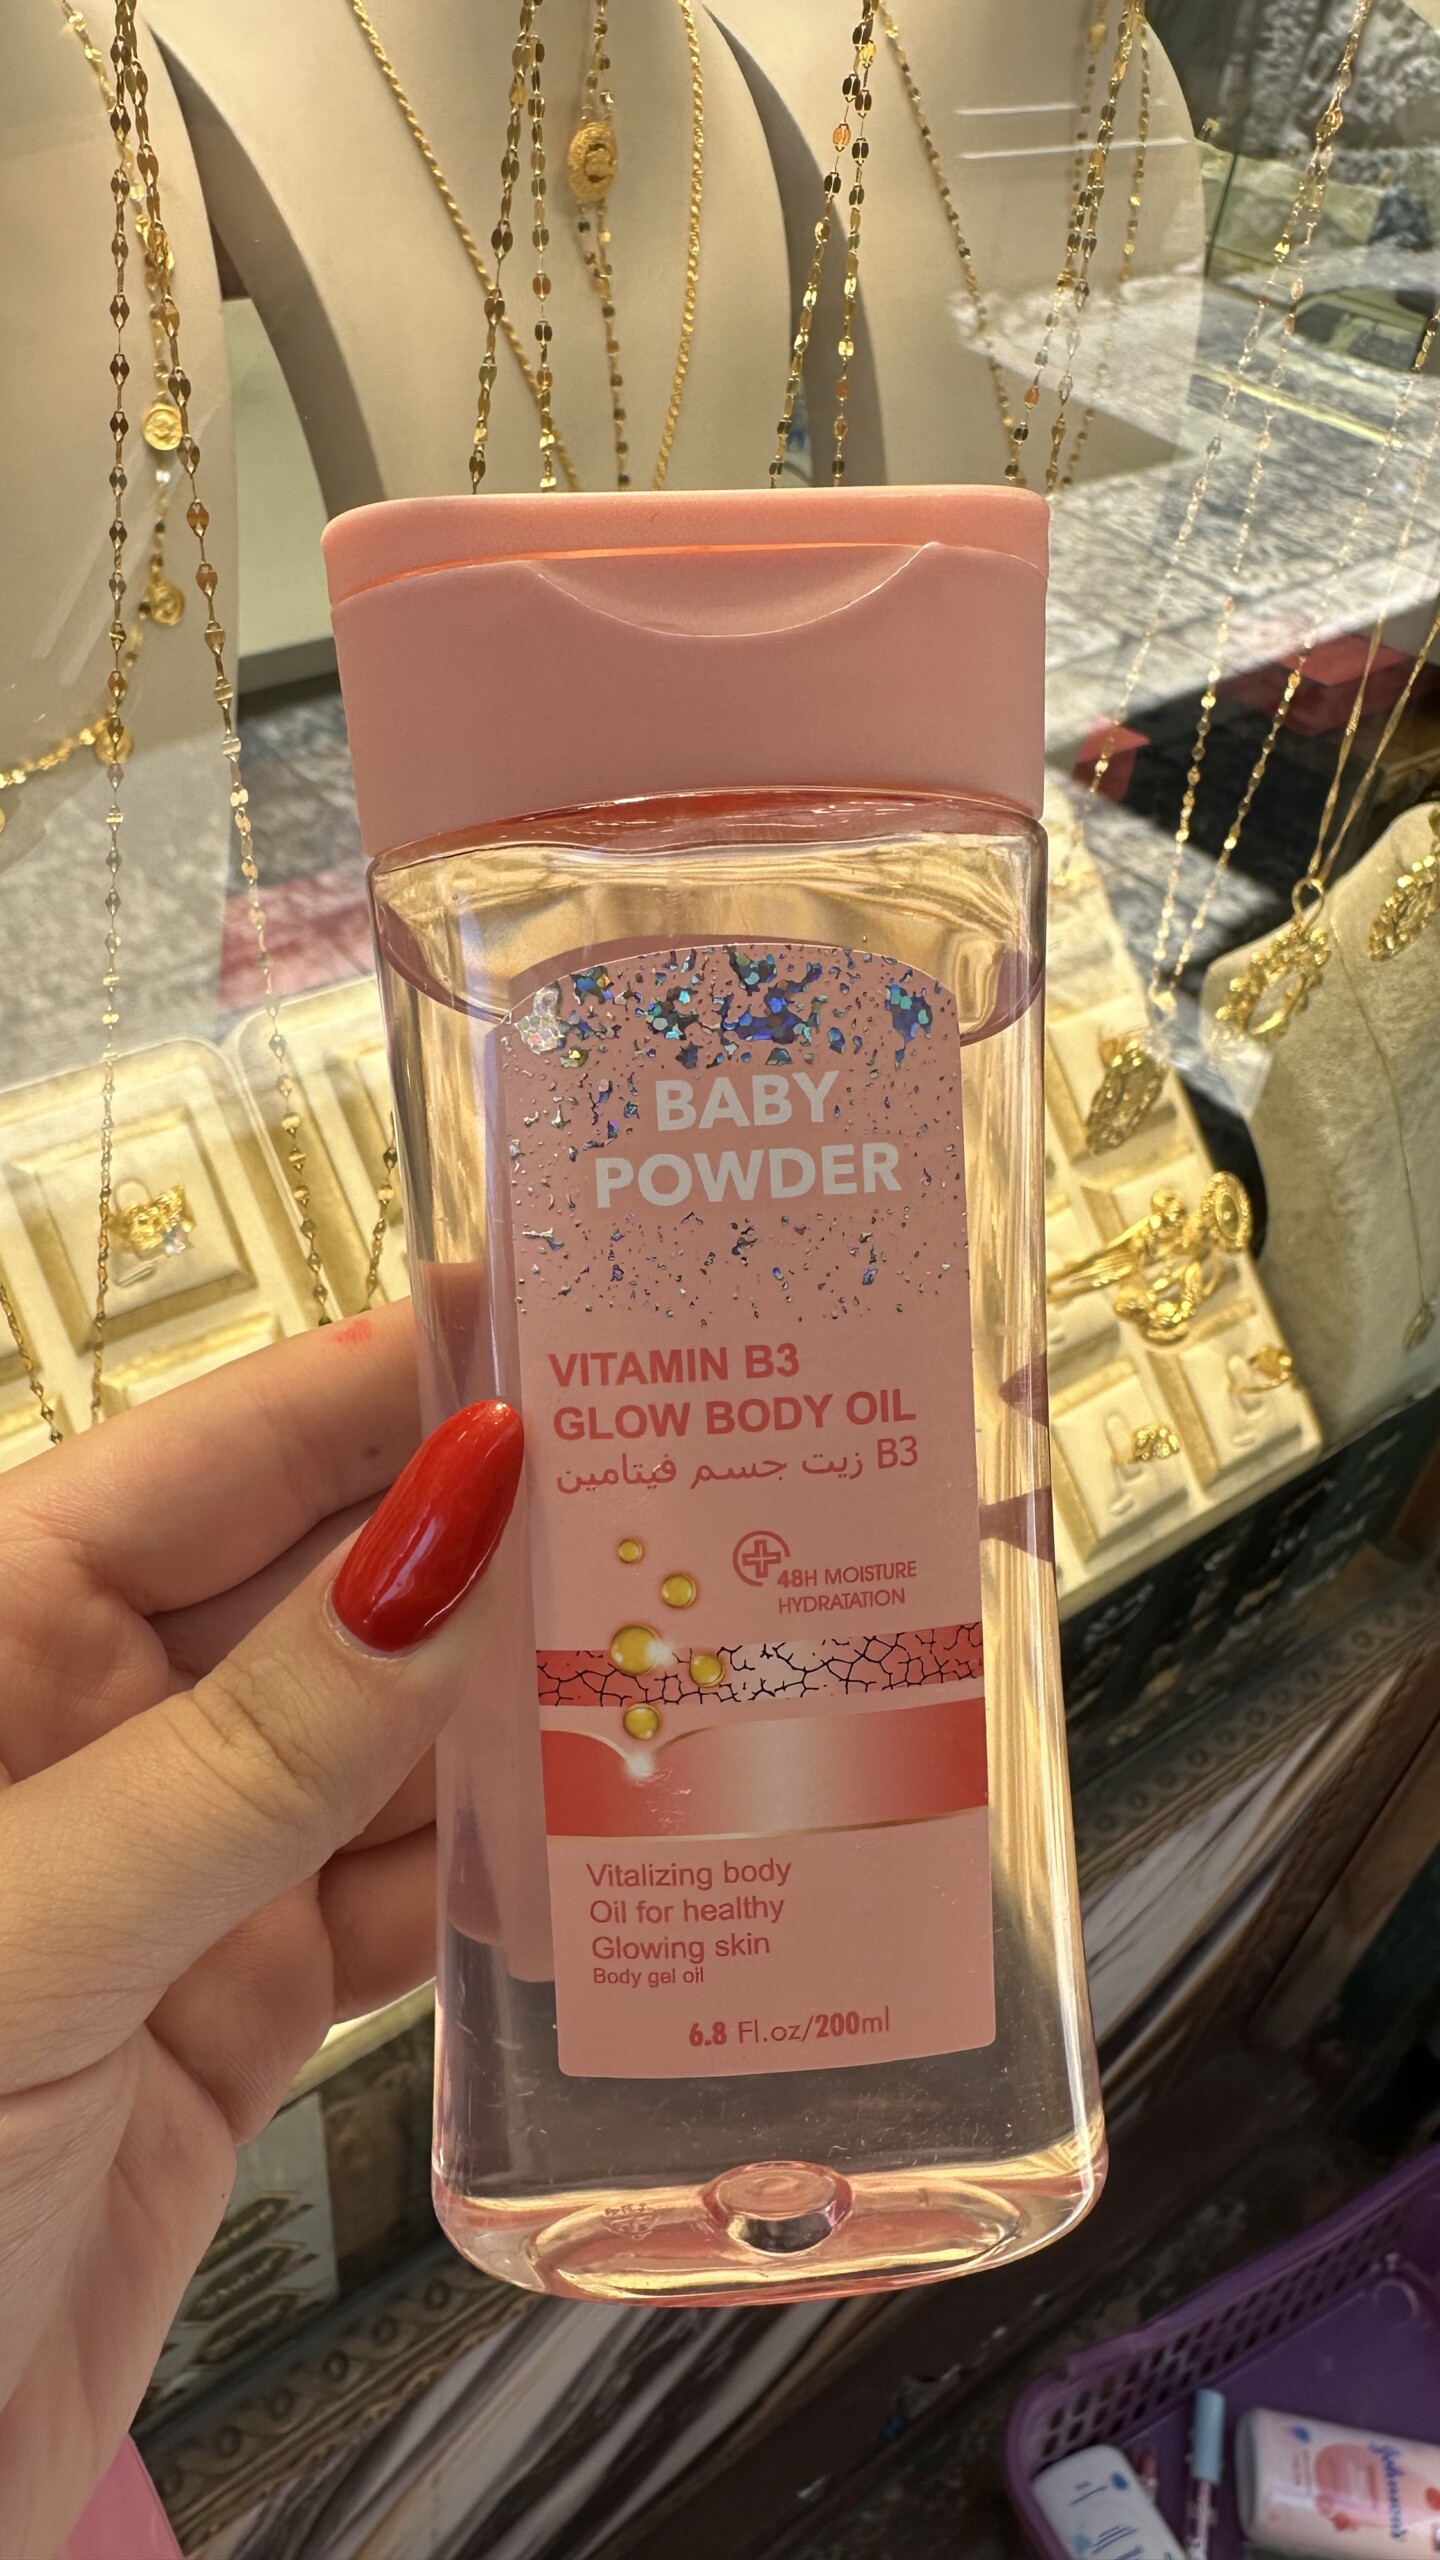 BABY
POWDER
VITAMIN B3
GLOW BODY OIL
زيت جسم فيتامين B3
48H MOISTURE
HYDRATATION
Vitalizing body
Oil for healthy
Glowing skin
Body gel oil
6.8 Fl.oz/200ml